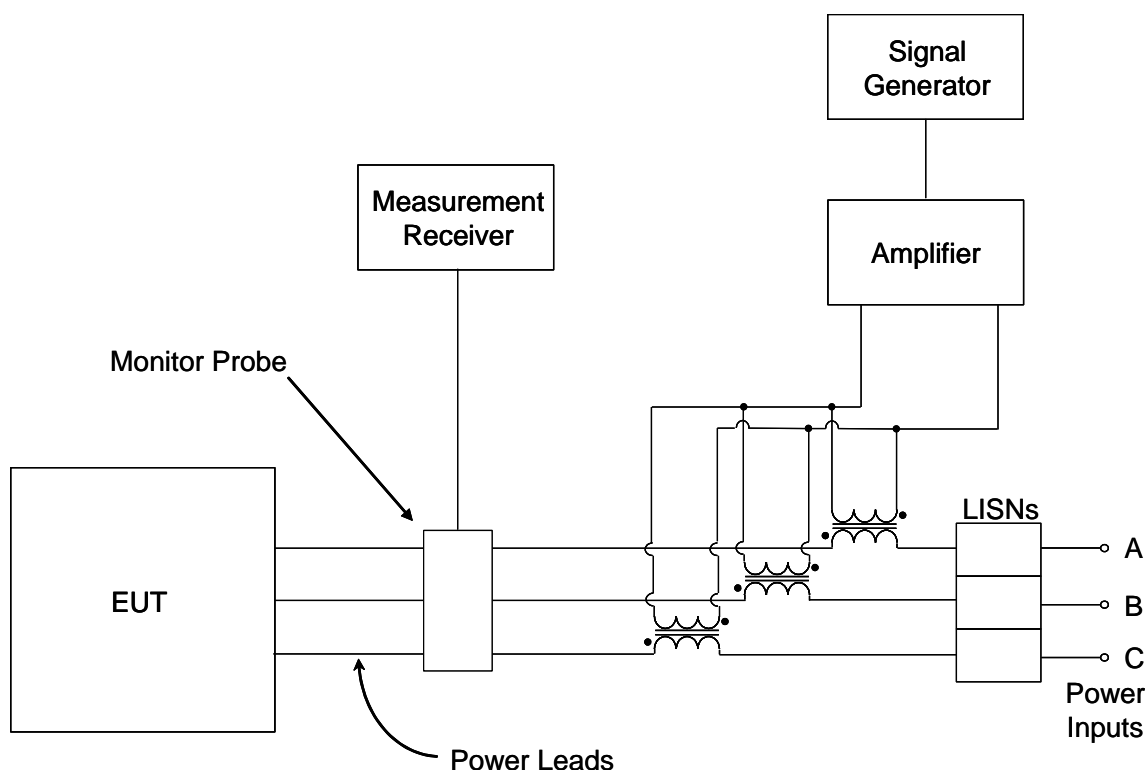 Signal
Generator
Measurement
Receiver
Amplifier
Monitor Probe
LISNs
EUT
A
B
C
Power
Inputs
Power Leads